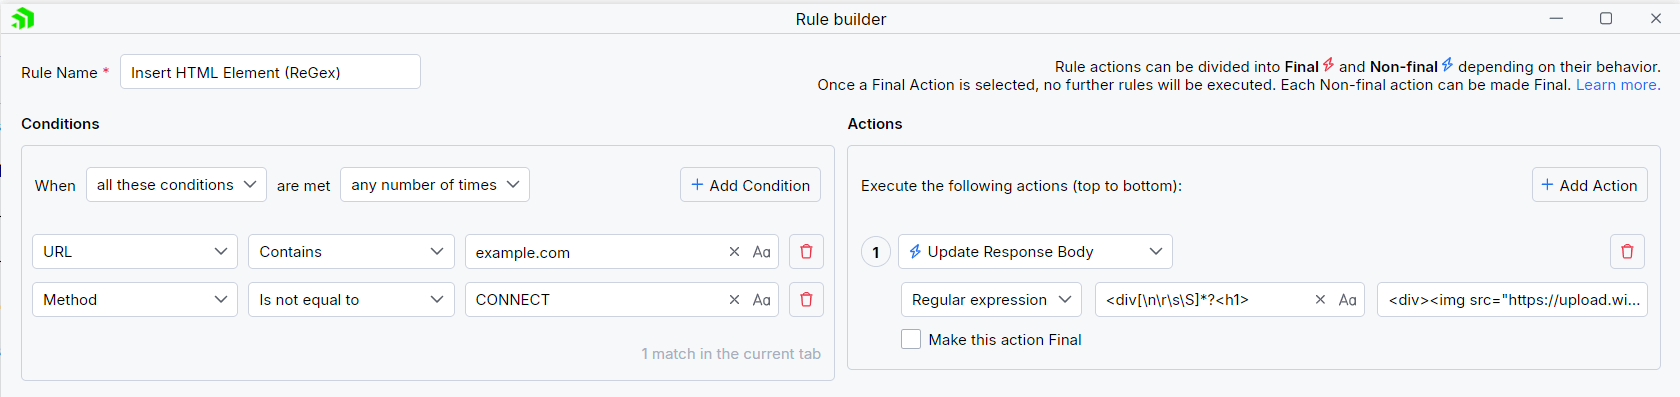 Rule builder
Rule Name *
Insert HTML Element (ReGex)
Rule actions can be divided into Final and Non-final depending on their behavior.
Once a Final Action is selected, no further rules will be executed. Each Non-final action can be made Final. Learn more.
Conditions
When all these conditions are met any number of times + Add Condition
URL Contains example.com Aa
Method Is not equal to CONNECT Aa
1 match in the current tab
Actions
Execute the following actions (top to bottom): + Add Action
1 Update Response Body
Regular expression <div[\n\r\s\S]*?<h1> Aa <div><img src="https://upload.wi...
Make this action Final